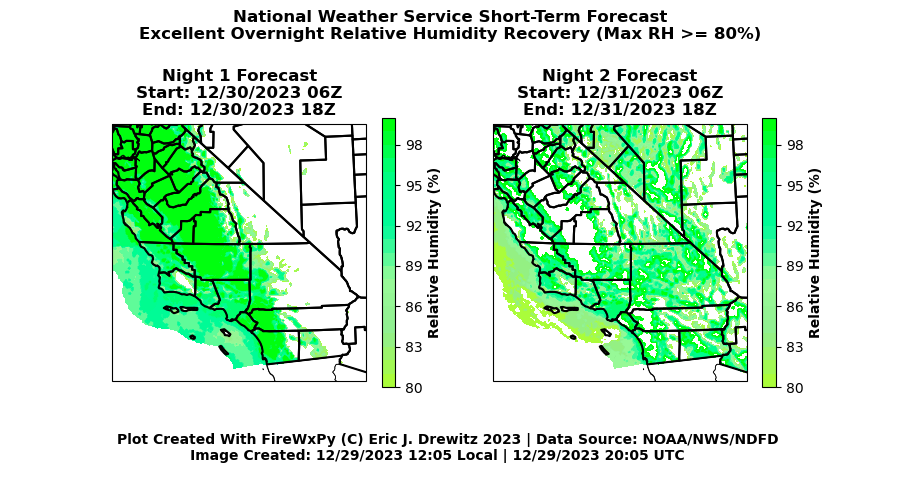 National Weather Service Short-Term Forecast
Excellent Overnight Relative Humidity Recovery (Max RH >= 80%)
Night 1 Forecast
Start: 12/30/2023 06Z
End: 12/30/2023 18Z
98
95
92
89
86
83
80
Relative Humidity (%)
Night 2 Forecast
Start: 12/31/2023 06Z
End: 12/31/2023 18Z
98
95
92
89
86
83
80
Relative Humidity (%)
Plot Created With FireWxPy (C) Eric J. Drewitz 2023 | Data Source: NOAA/NWS/NDFD
Image Created: 12/29/2023 12:05 Local | 12/29/2023 20:05 UTC